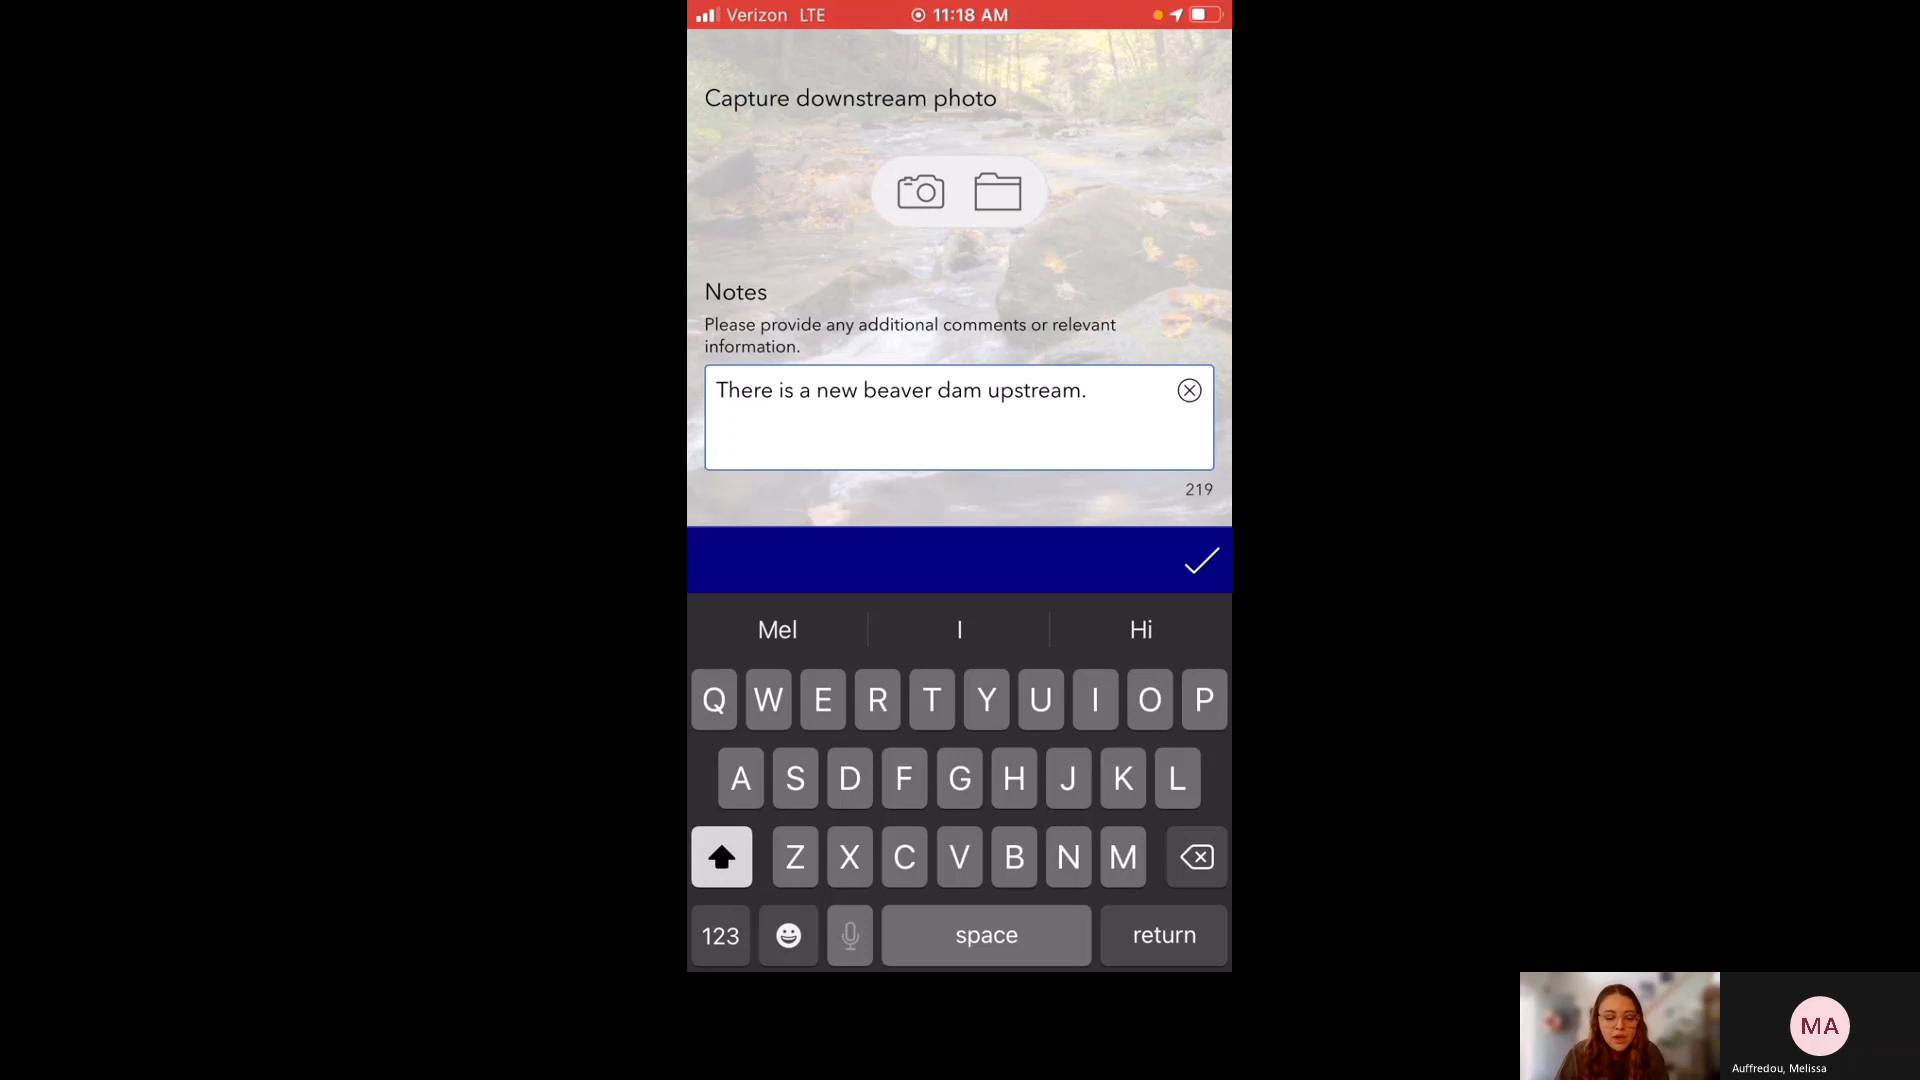 Verizon LTE 11:18 AM
Capture downstream photo
Notes
Please provide any additional comments or relevant
information.
There is a new beaver dam upstream.
219
Mel I Hi
Q W E R T Y U I O P
A S D F G H J K L
Z X C V B N M
123 space return
MA
Auffredou, Melissa